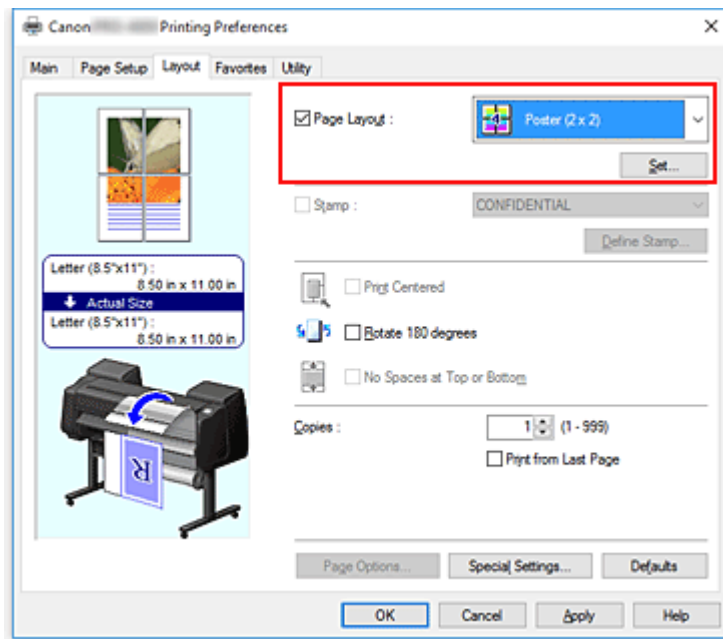 Canon Printing Preferences
Main Page Setup Layout Favorites Utility
Page Layout :
4 Poster (2 x 2)
Set...
Stamp : CONFIDENTIAL
Define Stamp...
Letter (8.5"x11") :
8.50 in x 11.00 in
Actual Size
Letter (8.5"x11") :
8.50 in x 11.00 in
R
Print Centered
Rotate 180 degrees
No Spaces at Top or Bottom
Copies : 1 (1 - 999)
Print from Last Page
Page Options... Special Settings... Defaults
OK Cancel Apply Help